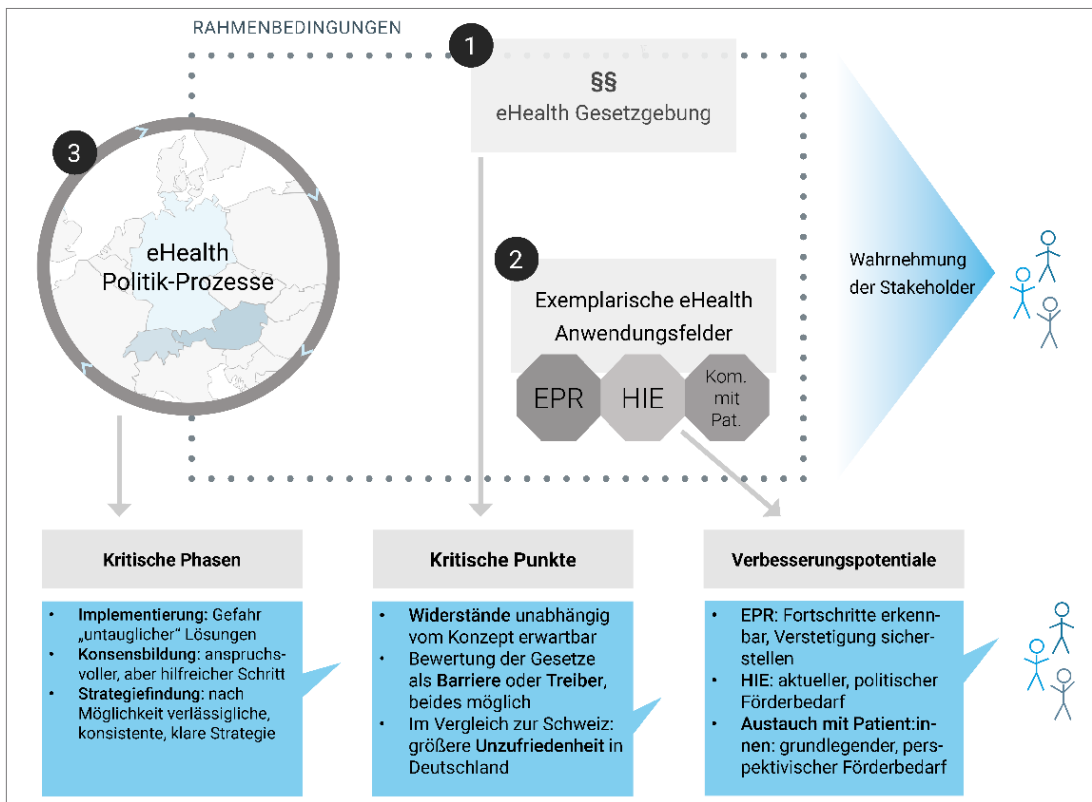 RAHMENBEDINGUNGEN
1
§§
eHealth Gesetzgebung
3
eHealth
Politik-Prozesse
2
Exemplarische eHealth
Anwendungsfelder
EPR
HIE
Kom.
mit
Pat.
Wahrnehmung
der Stakeholder
Kritische Phasen
• Implementierung: Gefahr
„untauglicher“ Lösungen
• Konsensbildung: anspruchs-
voller, aber hilfreicher Schritt
• Strategiefindung: nach
Möglichkeit verlässigliche,
konsistente, klare Strategie
Kritische Punkte
• Widerstände unabhängig
vom Konzept erwartbar
• Bewertung der Gesetze
als Barriere oder Treiber,
beides möglich
• Im Vergleich zur Schweiz:
größere Unzufriedenheit in
Deutschland
Verbesserungspotentiale
• EPR: Fortschritte erkenn-
bar, Verstetigung sicher-
stellen
• HIE: aktueller, politischer
Förderbedarf
• Austauch mit Patient:in-
nen: grundlegender, pers-
pektivischer Förderbedarf